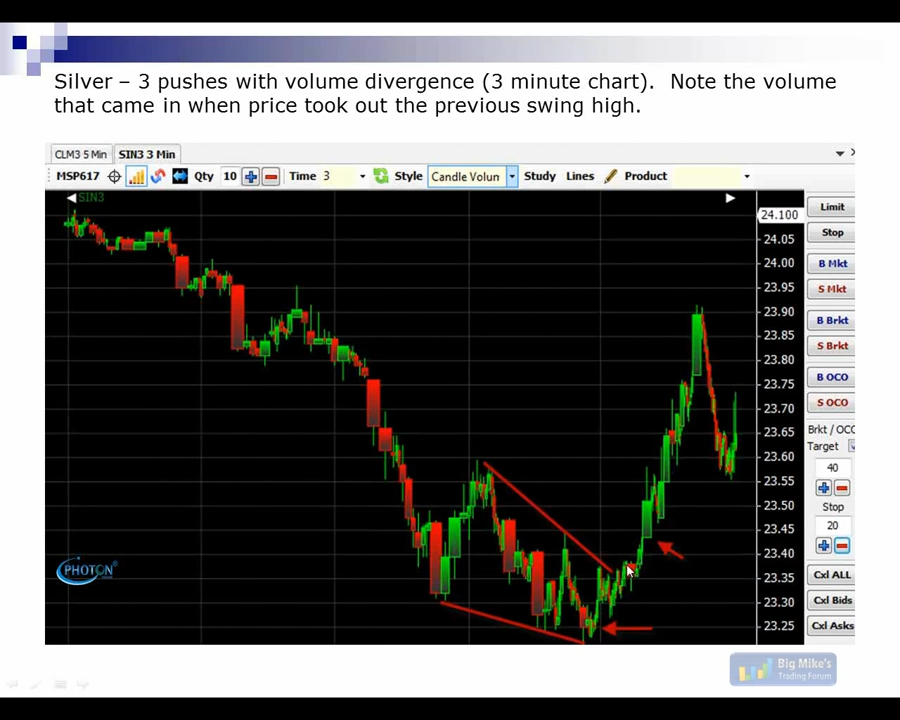 Silver – 3 pushes with volume divergence (3 minute chart).  Note the volume
that came in when price took out the previous swing high.
CLM3 5 Min SIN3 3 Min
MSP617 Qty 10 Time 3 Style Candle Volun Study Lines Product
SIN3
24.100
24.05
24.00
23.95
23.90
23.85
23.80
23.75
23.70
23.65
23.60
23.55
23.50
23.45
23.40
23.35
23.30
23.25
Limit
Stop
B Mkt
S Mkt
B Brkt
S Brkt
B OCO
S OCO
Brkt / OCO
Target
40
Stop
20
Cxl ALL
Cxl Bids
Cxl Asks
PHOTON
Big Mike's
Trading Forum